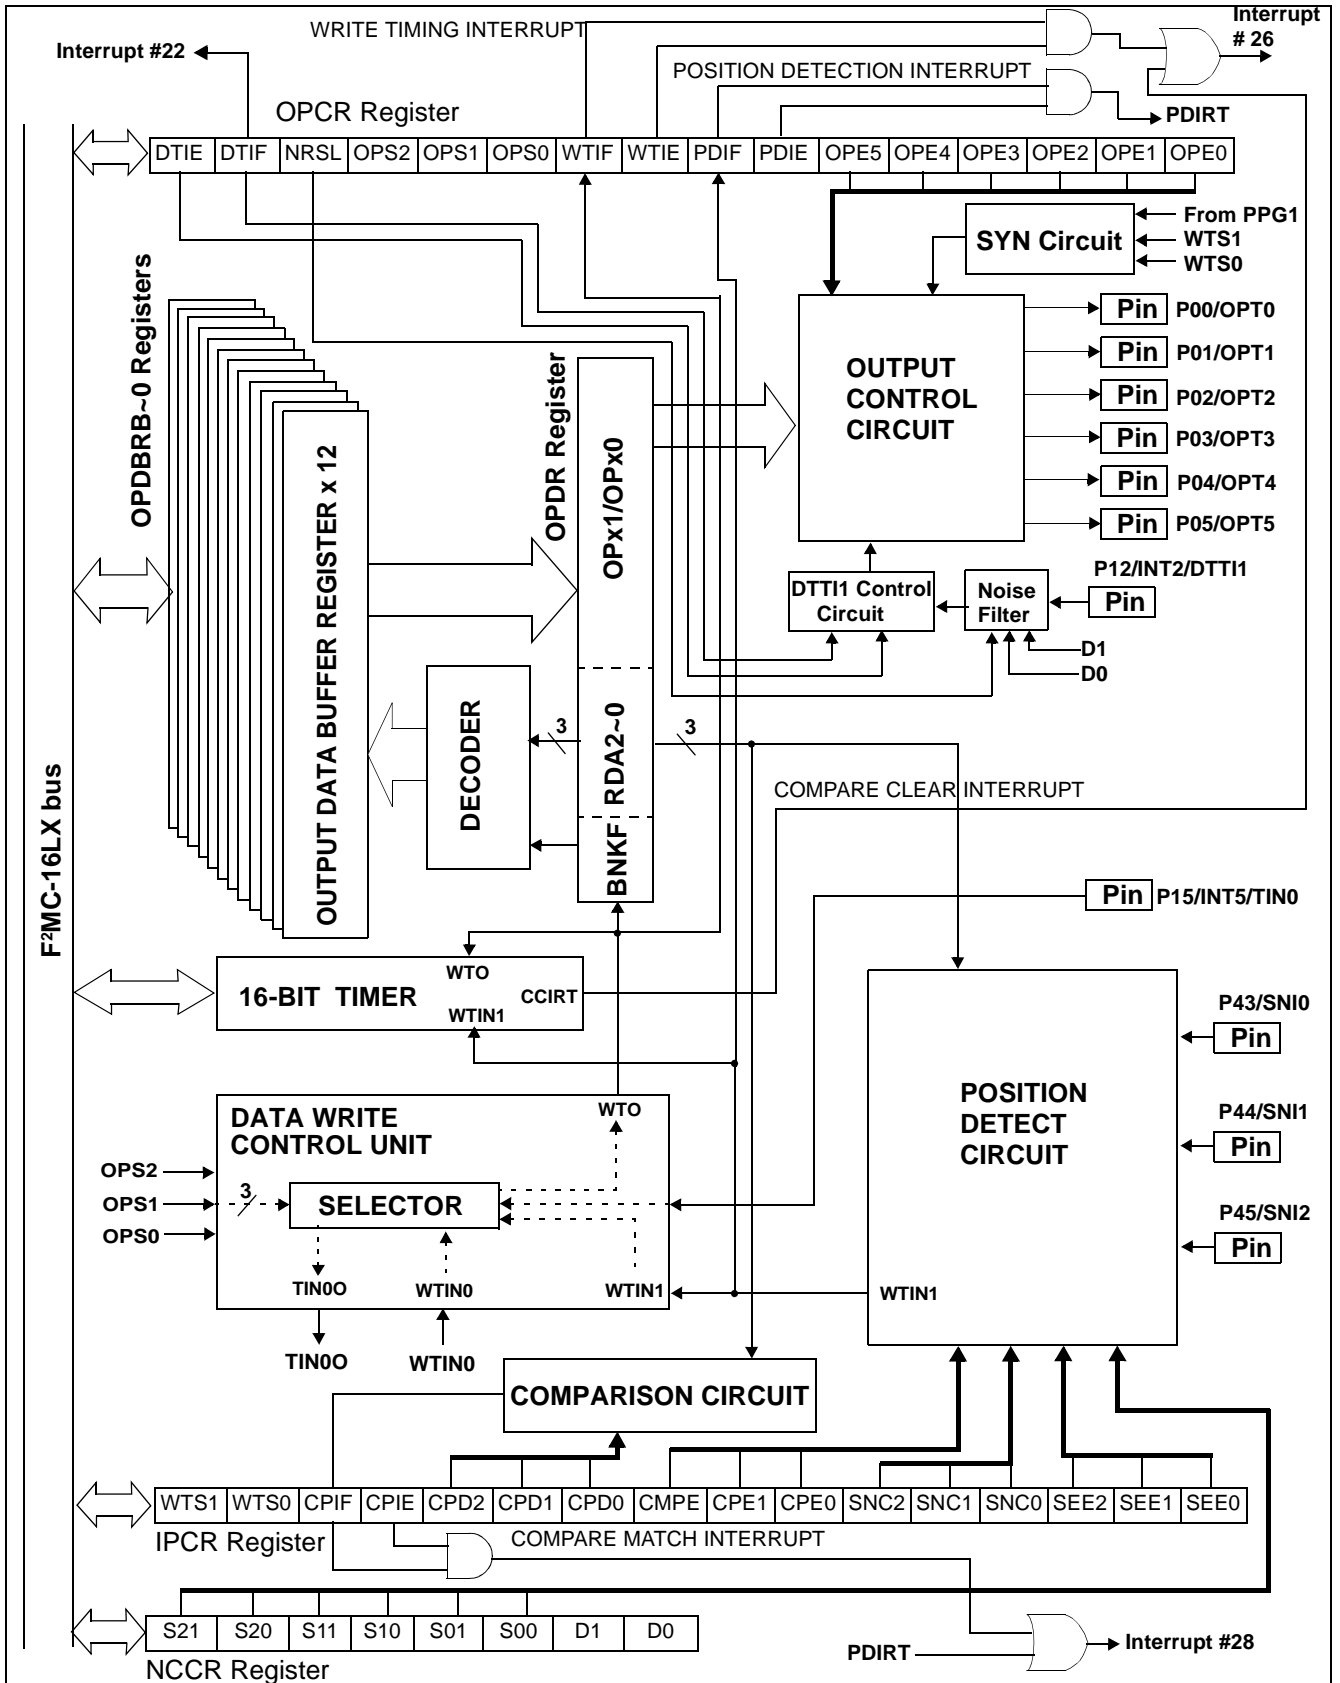 WRITE TIMING INTERRUPT
Interrupt
# 26
Interrupt #22
POSITION DETECTION INTERRUPT
PDIRT
OPCR Register
DTIE DTIF NRSL OPS2 OPS1 OPS0 WTIF WTIE PDIF PDIE OPE5 OPE4 OPE3 OPE2 OPE1 OPE0
From PPG1
SYN Circuit
WTS1
WTS0
OPDBRB~0 Registers
Pin P00/OPT0
Pin P01/OPT1
Pin P02/OPT2
Pin P03/OPT3
Pin P04/OPT4
Pin P05/OPT5
OUTPUT
CONTROL
CIRCUIT
OPDR Register
OPx1/OPx0
OUTPUT DATA BUFFER REGISTER x 12
P12/INT2/DTTI1
DTTI1 Control
Circuit
Noise
Filter
Pin
D1
D0
DECODER
3
RDA2~0
3
BNKF
COMPARE CLEAR INTERRUPT
F²MC-16LX bus
Pin P15/INT5/TIN0
WTO
16-BIT TIMER
CCIRT
WTIN1
P43/SNI0
Pin
POSITION
DETECT
CIRCUIT
P44/SNI1
Pin
P45/SNI2
Pin
WTIN1
DATA WRITE
CONTROL UNIT
WTO
OPS2
OPS1
OPS0
3
SELECTOR
TIN0O
WTIN0
WTIN1
TIN0O
WTIN0
COMPARISON CIRCUIT
WTS1 WTS0 CPIF CPIE CPD2 CPD1 CPD0 CMPE CPE1 CPE0 SNC2 SNC1 SNC0 SEE2 SEE1 SEE0
IPCR Register
COMPARE MATCH INTERRUPT
S21 S20 S11 S10 S01 S00 D1 D0
NCCR Register
PDIRT
Interrupt #28